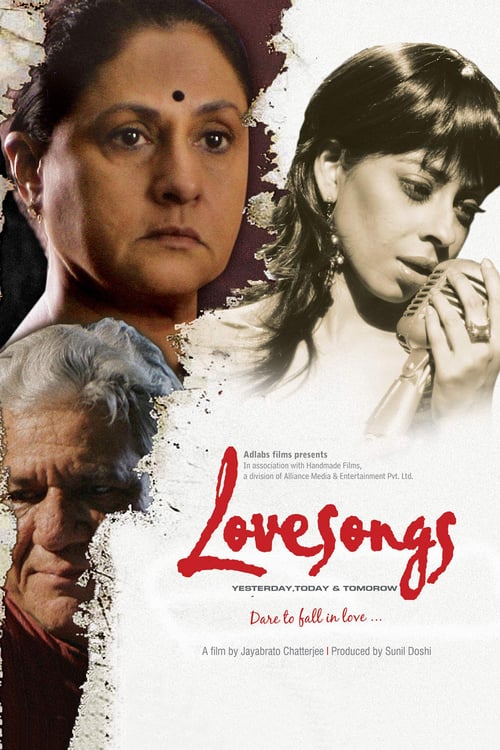 Adlabs films presents
In association with Handmade Films,
a division of Alliance Media & Entertainment Pvt. Ltd.
Lovesongs
YESTERDAY,TODAY & TOMOROW
Dare to fall in love ...
A film by Jayabrato Chatterjee I Produced by Sunil Doshi